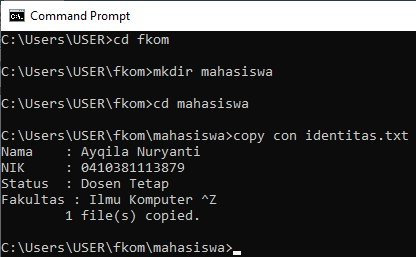 Command Prompt
C:\Users\USER>cd fkom
C:\Users\USER\fkom>mkdir mahasiswa
C:\Users\USER\fkom>cd mahasiswa
C:\Users\USER\fkom\mahasiswa>copy con identitas.txt
Nama    : Ayqila Nuryanti
NIK     : 0410381113879
Status  : Dosen Tetap
Fakultas : Ilmu Komputer ^Z
        1 file(s) copied.
C:\Users\USER\fkom\mahasiswa>